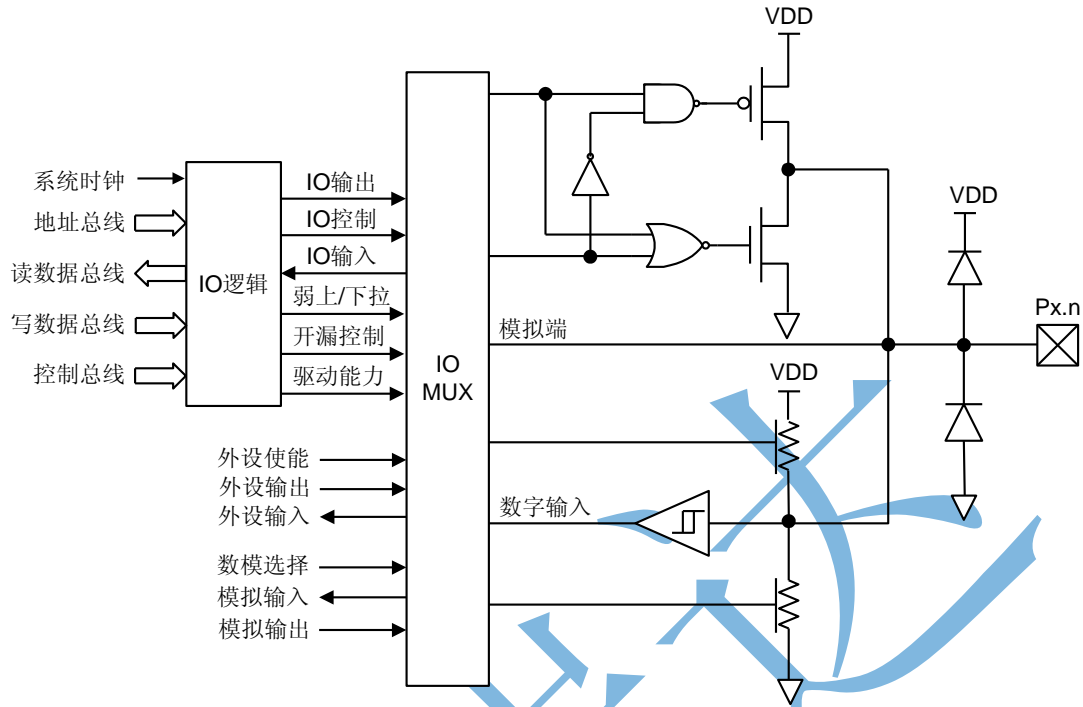 VDD
系统时钟
地址总线
读数据总线
写数据总线
控制总线
IO逻辑
IO输出
IO控制
IO输入
弱上/下拉
开漏控制
驱动能力
外设使能
外设输出
外设输入
数模选择
模拟输入
模拟输出
IO
MUX
模拟端
VDD
数字输入
VDD
Px.n